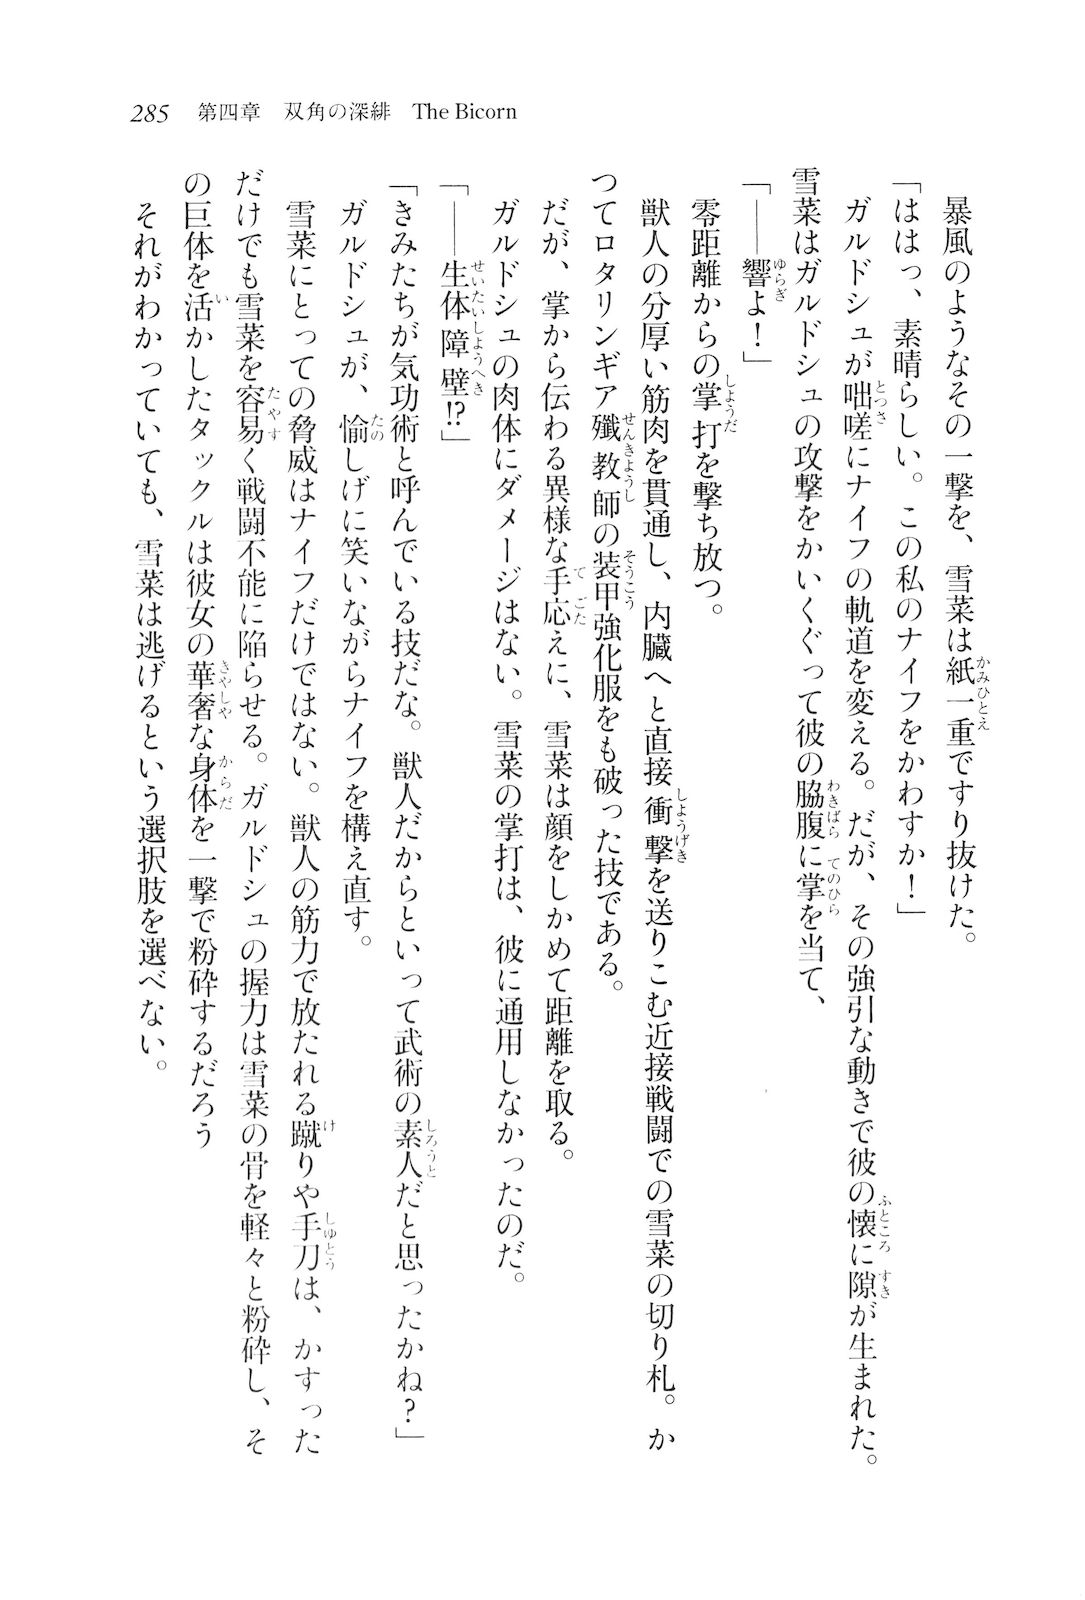 285 第四章 双角の深緋 The Bicorn
暴風のようなその一撃を、雪菜は紙一重ですり抜けた。
「ははっ、素晴らしい。この私のナイフをかわすか！」
ガルドシュが咄嗟にナイフの軌道を変える。だが、その強引な動きで彼の懐に隙が生まれた。
雪菜はガルドシュの攻撃をかいくぐって彼の脇腹に掌を当て、
「――響よ！」
零距離からの掌打を撃ち放つ。
獣人の分厚い筋肉を貫通し、内臓へと直接衝撃を送りこむ近接戦闘での雪菜の切り札。か
つてロタリンギア殲教師の装甲強化服をも破った技である。
だが、掌から伝わる異様な手応えに、雪菜は顔をしかめて距離を取る。
ガルドシュの肉体にダメージはない。雪菜の掌打は、彼に通用しなかったのだ。
「――生体障壁!?」
「きみたちが気功術と呼んでいる技だな。獣人だからといって武術の素人だと思ったかね？」
ガルドシュが、愉しげに笑いながらナイフを構え直す。
雪菜にとっての脅威はナイフだけではない。獣人の筋力で放たれる蹴りや手刀は、かすった
だけでも雪菜を容易く戦闘不能に陥らせる。ガルドシュの握力は雪菜の骨を軽々と粉砕し、そ
の巨体を活かしたタックルは彼女の華奢な身体を一撃で粉砕するだろう
それがわかっていても、雪菜は逃げるという選択肢を選べない。